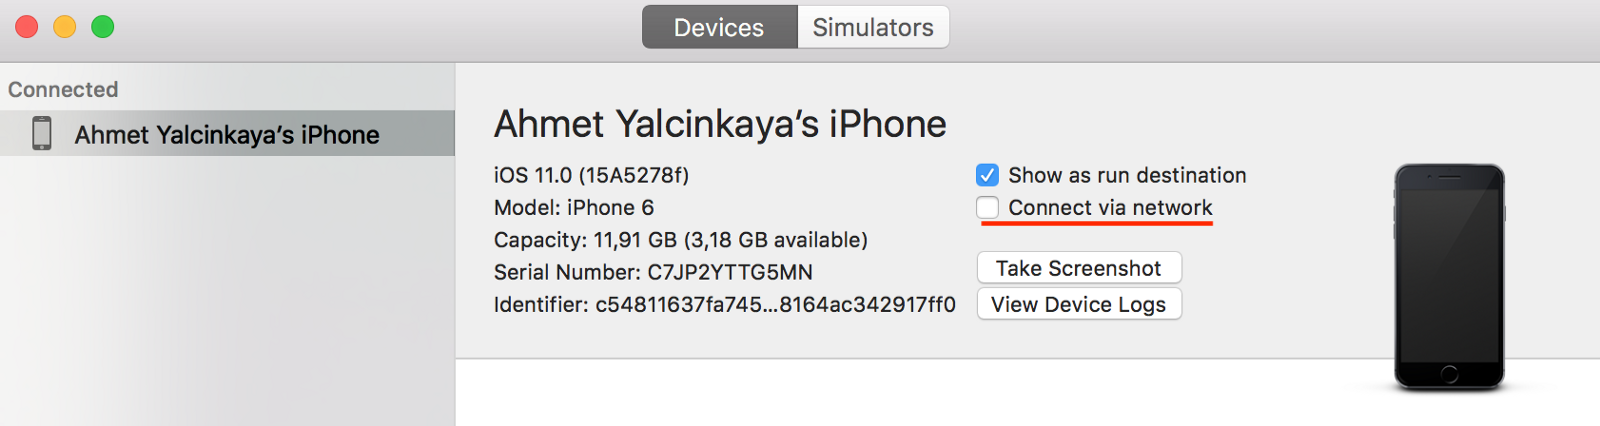 Devices
Simulators
Connected
Ahmet Yalcinkaya’s iPhone
Ahmet Yalcinkaya’s iPhone
iOS 11.0 (15A5278f)
Model: iPhone 6
Capacity: 11,91 GB (3,18 GB available)
Serial Number: C7JP2YTTG5MN
Identifier: c54811637fa745...8164ac342917ff0
Show as run destination
Connect via network
Take Screenshot
View Device Logs